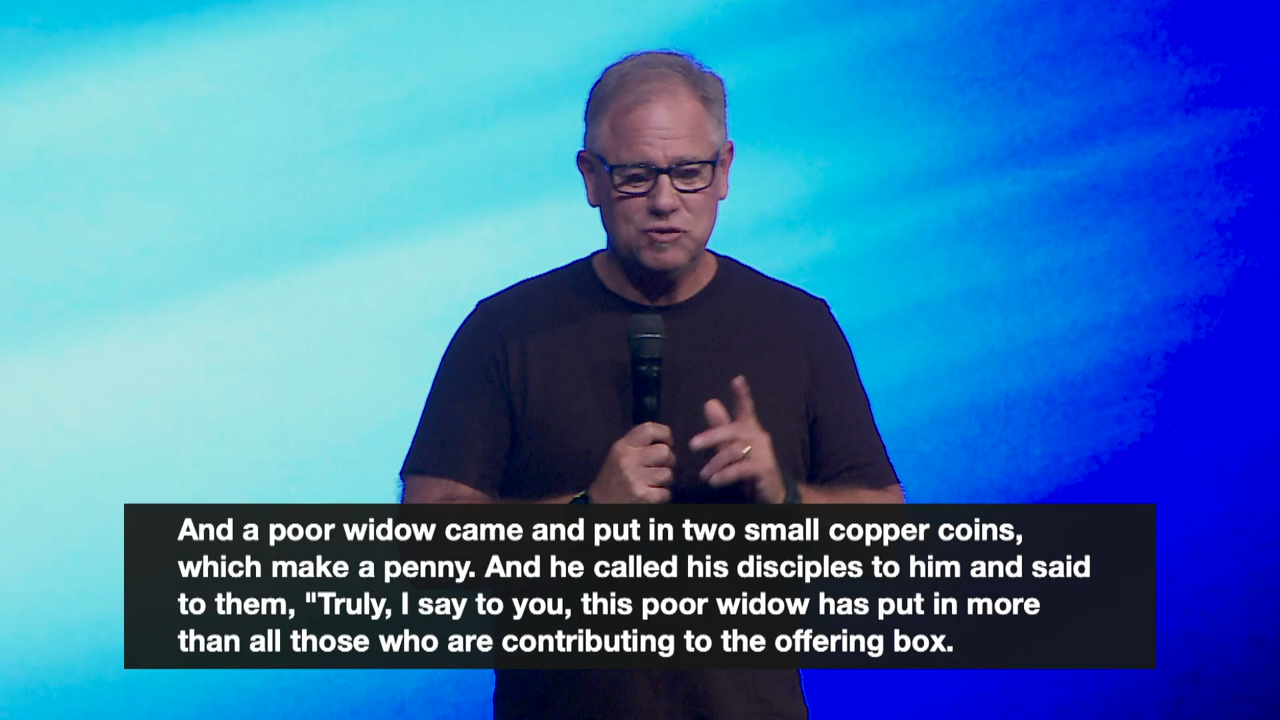 And a poor widow came and put in two small copper coins,
which make a penny. And he called his disciples to him and said
to them, "Truly, I say to you, this poor widow has put in more
than all those who are contributing to the offering box.